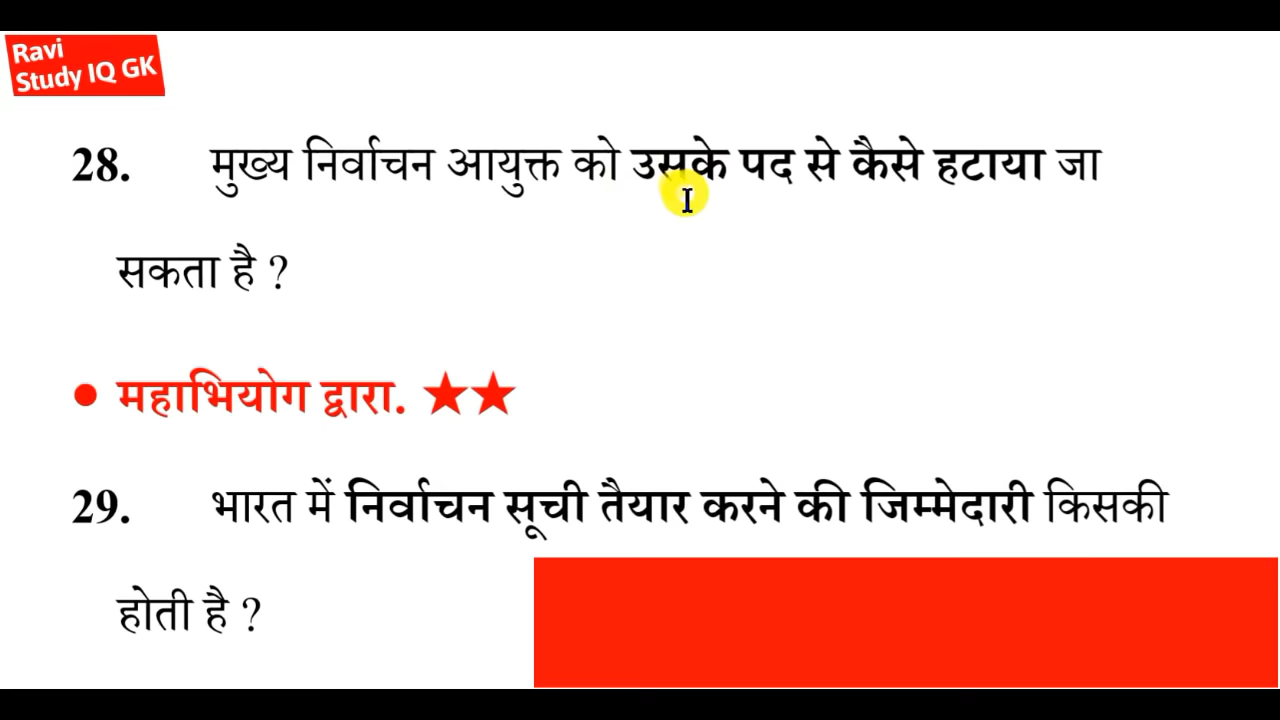 Ravi
Study IQ GK
28. मुख्य निर्वाचन आयुक्त को उसके पद से कैसे हटाया जा
सकता है ?
● महाभियोग द्वारा. ★★
29. भारत में निर्वाचन सूची तैयार करने की जिम्मेदारी किसकी
होती है ?